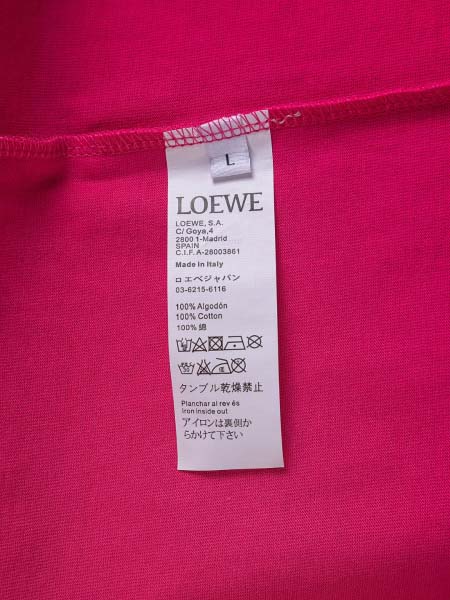 L
LOEWE
LOEWE, S.A.
C/ Goya,4
2800 1-Madrid
SPAIN
C.I.F.A-28003861
Made in Italy
ロエベジャパン
03-6215-6116
100% Algodón
100% Cotton
100% 綿
タンブル乾燥禁止
Planchar al rev és
Iron inside out
アイロンは裏側か
らかけて下さい